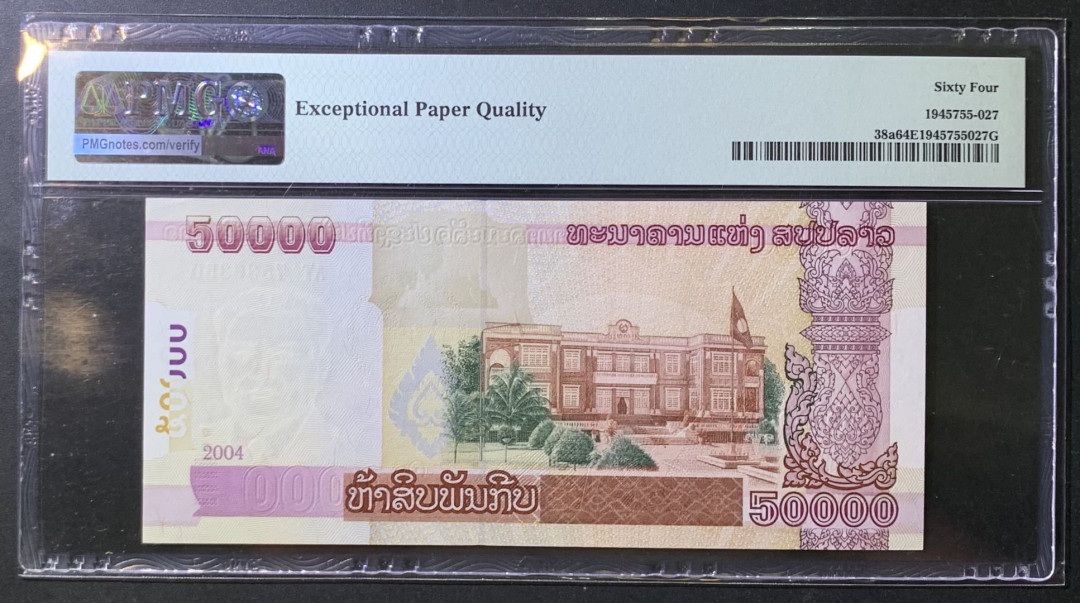 PMG
PMGnotes.com/verify
Exceptional Paper Quality
Sixty Four
1945755-027
38a64E1945755027G
50000
ທະນາຄານ ແຫ່ງ ສປປລາວ
2004
ຫ້າສິບພັນກີບ
50000